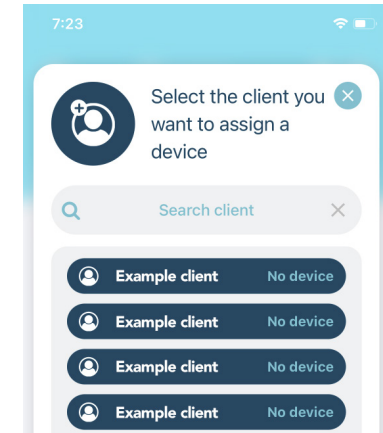 7:23
Select the client you
want to assign a
device
Search client
Example client No device
Example client No device
Example client No device
Example client No device